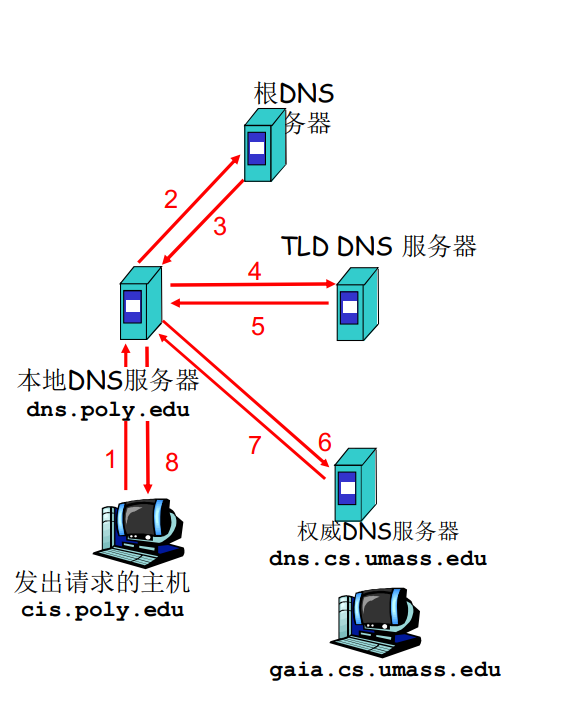 根DNS
务器
2
3
TLD DNS 服务器
4
5
本地DNS服务器
dns.poly.edu
1
8
7
6
权威DNS服务器
dns.cs.umass.edu
发出请求的主机
cis.poly.edu
gaia.cs.umass.edu